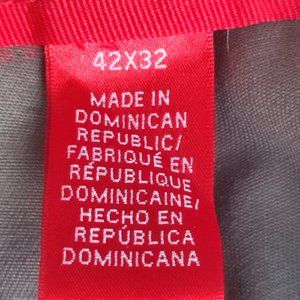 42X32
MADE IN
DOMINICAN
REPUBLIC/
FABRIQUÉ EN
RÉPUBLIQUE
DOMINICAINE/
HECHO EN
REPÚBLICA
DOMINICANA